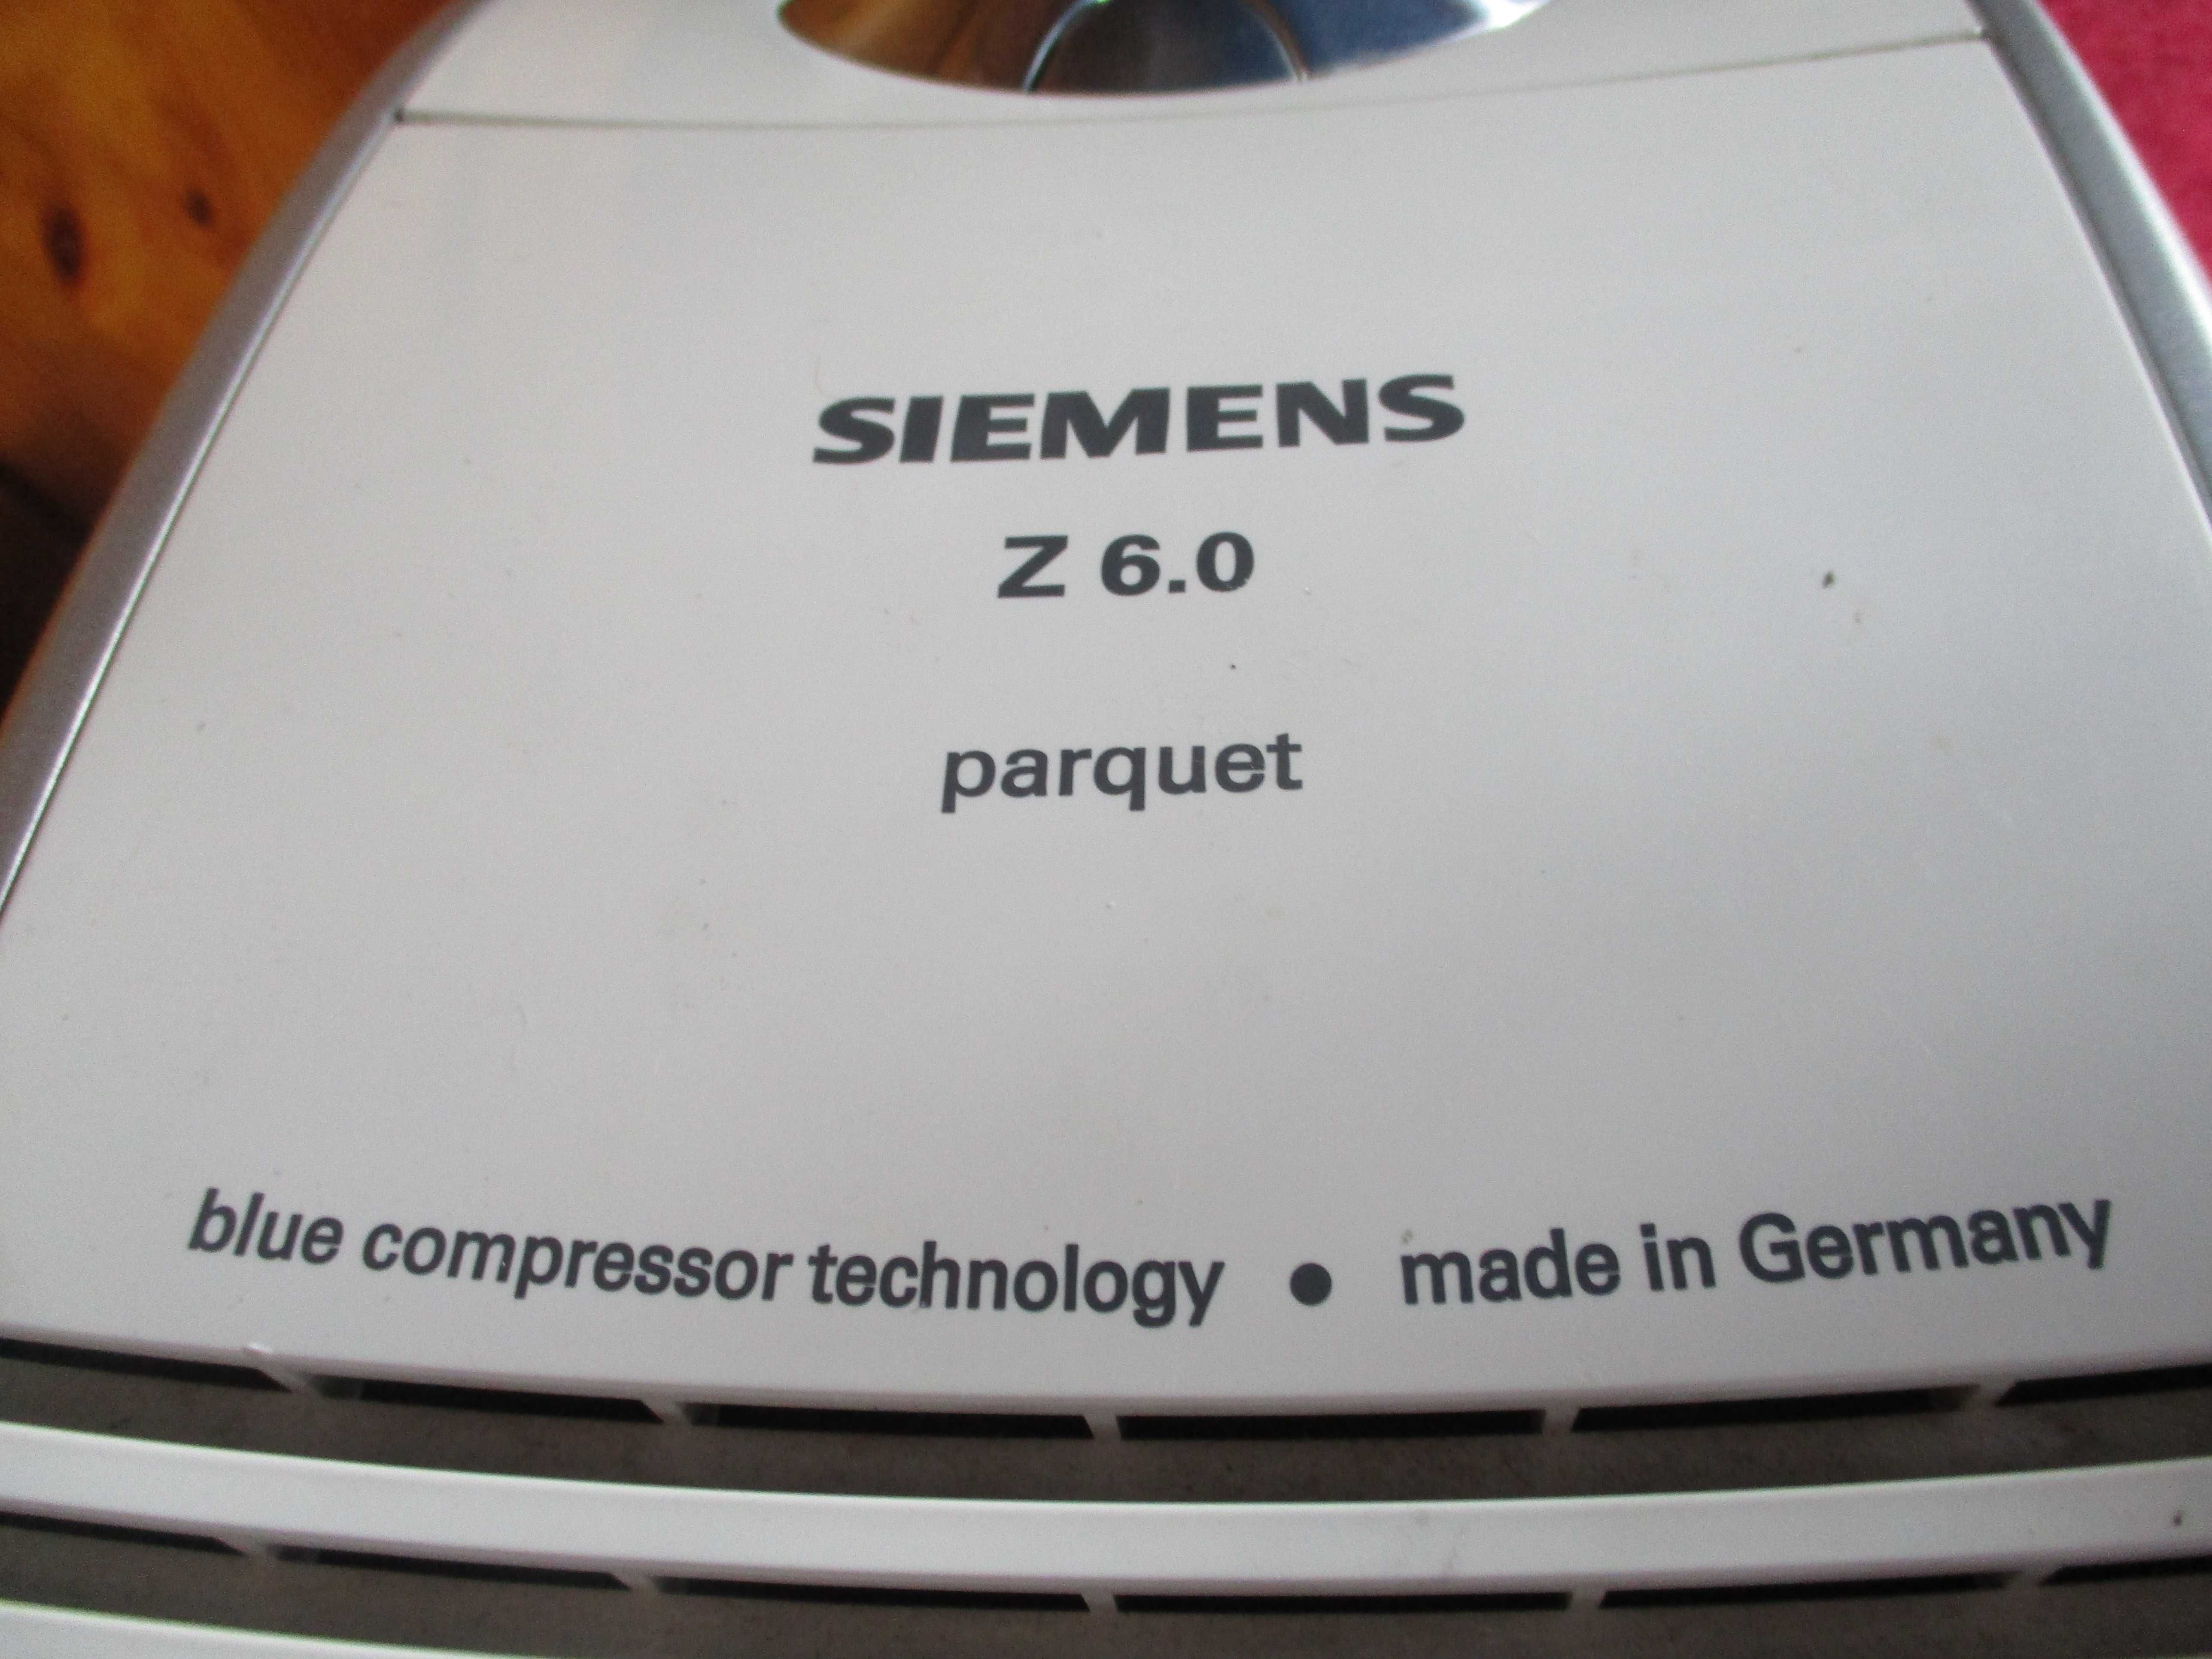 SIEMENS
Z 6.0
parquet
blue compressor technology ● made in Germany